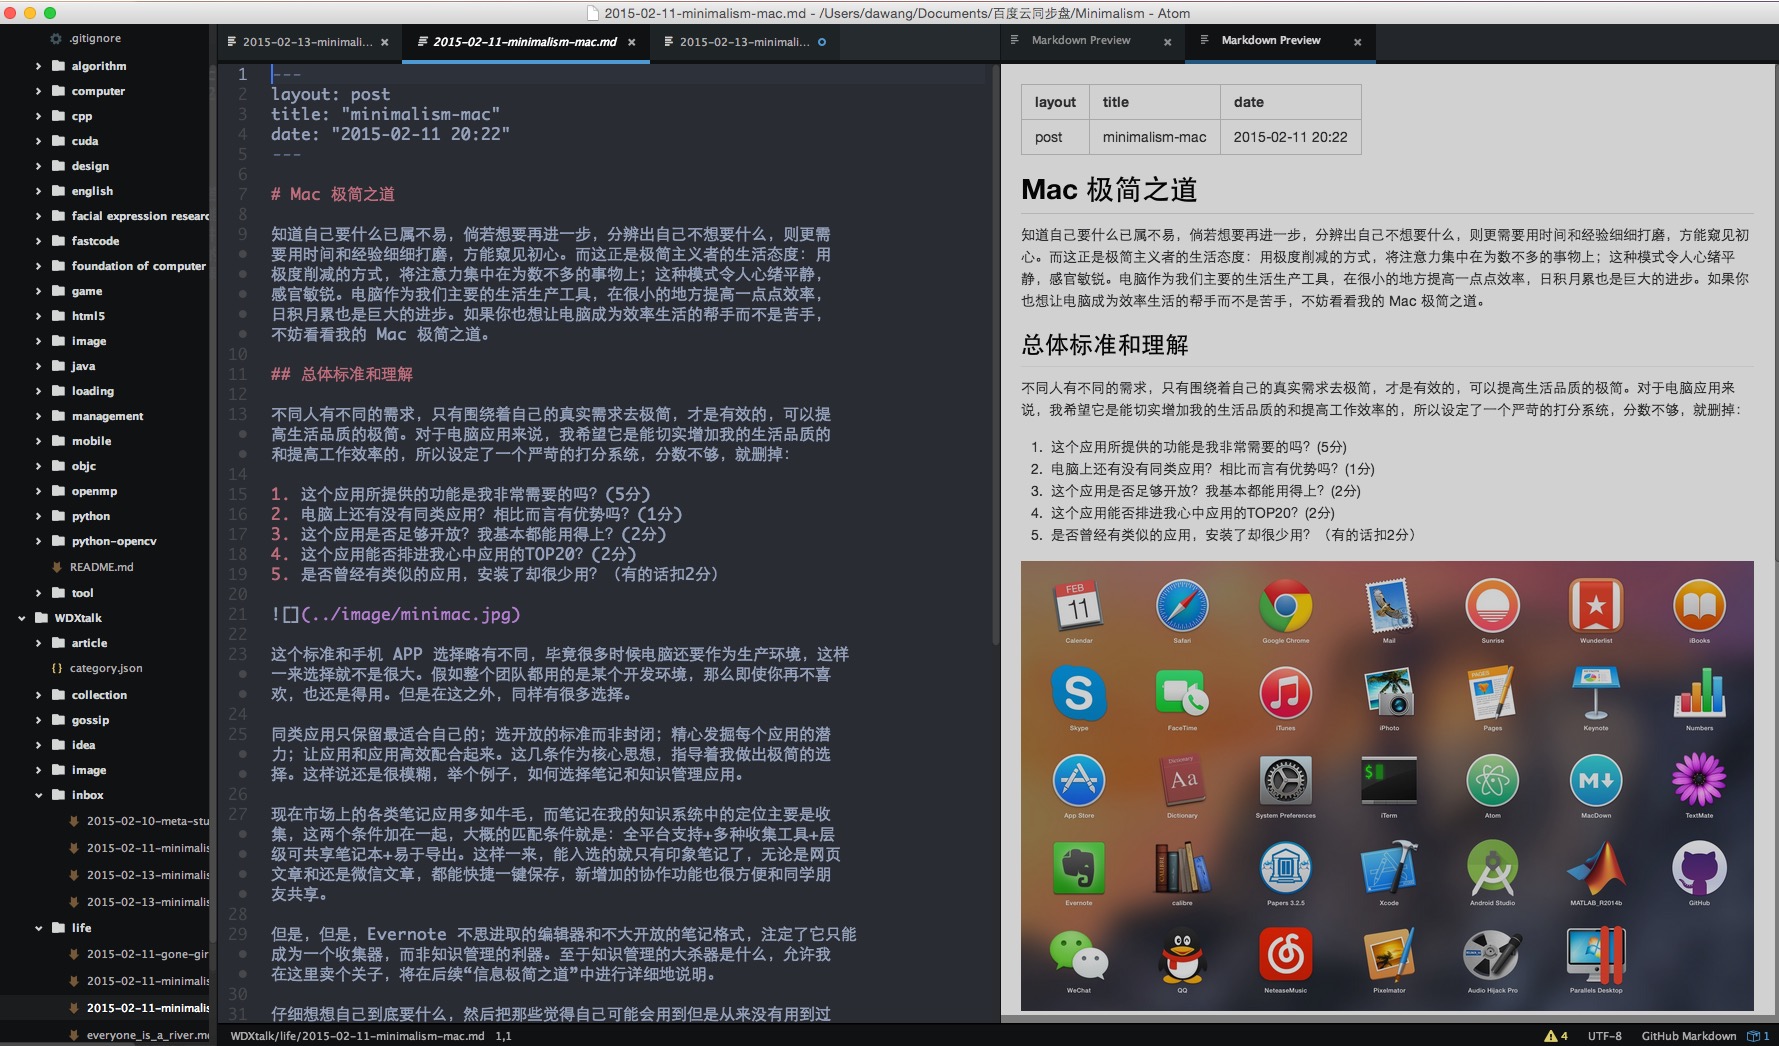 2015-02-11-minimalism-mac.md - /Users/dawang/Documents/百度云同步盘/Minimalism - Atom
.gitignore
algorithm
computer
cpp
cuda
design
english
facial expression researc
fastcode
foundation of computer
game
html5
image
java
loading
management
mobile
objc
openmp
python
python-opencv
README.md
tool
WDXtalk
article
{} category.json
collection
gossip
idea
image
inbox
2015-02-10-meta-stu
2015-02-11-minimalis
2015-02-13-minimalis
2015-02-13-minimalis
life
2015-02-11-gone-gir
2015-02-11-minimalis
2015-02-11-minimalis
everyone_is_a_river.md
2015-02-13-minimali...
2015-02-11-minimalism-mac.md
2015-02-13-minimali...
1 ---
2 layout: post
3 title: "minimalism-mac"
4 date: "2015-02-11 20:22"
5 ---
6
7 # Mac 极简之道
8
9 知道自己要什么已属不易，倘若想要再进一步，分辨出自己不想要什么，则更需
要用时间和经验细细打磨，方能窥见初心。而这正是极简主义者的生活态度：用
极度削减的方式，将注意力集中在为数不多的事物上；这种模式令人心绪平静，
感官敏锐。电脑作为我们主要的生活生产工具，在很小的地方提高一点点效率，
日积月累也是巨大的进步。如果你也想让电脑成为效率生活的帮手而不是苦手，
不妨看看我的 Mac 极简之道。
10
11 ## 总体标准和理解
12
13 不同人有不同的需求，只有围绕着自己的真实需求去极简，才是有效的，可以提
高生活品质的极简。对于电脑应用来说，我希望它是能切实增加我的生活品质的
和提高工作效率的，所以设定了一个严苛的打分系统，分数不够，就删掉：
14
15 1. 这个应用所提供的功能是我非常需要的吗？(5分)
16 2. 电脑上还有没有同类应用？相比而言有优势吗？(1分)
17 3. 这个应用是否足够开放？我基本都能用得上？(2分)
18 4. 这个应用能否排进我心中应用的TOP20？(2分)
19 5. 是否曾经有类似的应用，安装了却很少用？（有的话扣2分）
20
21 ![](../image/minimac.jpg)
22
23 这个标准和手机 APP 选择略有不同，毕竟很多时候电脑还要作为生产环境，这样
一来选择就不是很大。假如整个团队都用的是某个开发环境，那么即使你再不喜
欢，也还是得用。但是在这之外，同样有很多选择。
24
25 同类应用只保留最适合自己的；选开放的标准而非封闭；精心发掘每个应用的潜
力；让应用和应用高效配合起来。这几条作为核心思想，指导着我做出极简的选
择。这样说还是很模糊，举个例子，如何选择笔记和知识管理应用。
26
27 现在市场上的各类笔记应用多如牛毛，而笔记在我的知识系统中的定位主要是收
集，这两个条件加在一起，大概的匹配条件就是：全平台支持+多种收集工具+层
级可共享笔记本+易于导出。这样一来，能入选的就只有印象笔记了，无论是网页
文章和还是微信文章，都能快捷一键保存，新增加的协作功能也很方便和同学朋
友共享。
28
29 但是，但是，Evernote 不思进取的编辑器和不大开放的笔记格式，注定了它只能
成为一个收集器，而非知识管理的利器。至于知识管理的大杀器是什么，允许我
在这里卖个关子，将在后续“信息极简之道”中进行详细地说明。
30
31 仔细想想自己到底要什么，然后把那些觉得自己可能会用到但是从来没有用到过
Markdown Preview
Markdown Preview
layout title date
post minimalism-mac 2015-02-11 20:22
Mac 极简之道
知道自己要什么已属不易，倘若想要再进一步，分辨出自己不想要什么，则更需要用时间和经验细细打磨，方能窥见初
心。而这正是极简主义者的生活态度：用极度削减的方式，将注意力集中在为数不多的事物上；这种模式令人心绪平
静，感官敏锐。电脑作为我们主要的生活生产工具，在很小的地方提高一点点效率，日积月累也是巨大的进步。如果你
也想让电脑成为效率生活的帮手而不是苦手，不妨看看我的 Mac 极简之道。
总体标准和理解
不同人有不同的需求，只有围绕着自己的真实需求去极简，才是有效的，可以提高生活品质的极简。对于电脑应用来
说，我希望它是能切实增加我的生活品质的和提高工作效率的，所以设定了一个严苛的打分系统，分数不够，就删掉：
1. 这个应用所提供的功能是我非常需要的吗？(5分)
2. 电脑上还有没有同类应用？相比而言有优势吗？(1分)
3. 这个应用是否足够开放？我基本都能用得上？(2分)
4. 这个应用能否排进我心中应用的TOP20？(2分)
5. 是否曾经有类似的应用，安装了却很少用？（有的话扣2分）
FEB
11
Calendar Safari Google Chrome Mail Sunrise Wunderlist iBooks
Skype FaceTime iTunes iPhoto Pages Keynote Numbers
Dictionary
Aa
$
M
App Store Dictionary System Preferences iTerm Atom MacDown TextMate
Evernote calibre Papers 3.2.5 Xcode Android Studio MATLAB_R2014b GitHub
WeChat QQ NeteaseMusic Pixelmator Audio Hijack Pro Parallels Desktop
WDXtalk/life/2015-02-11-minimalism-mac.md 1,1
4 UTF-8 GitHub Markdown 1